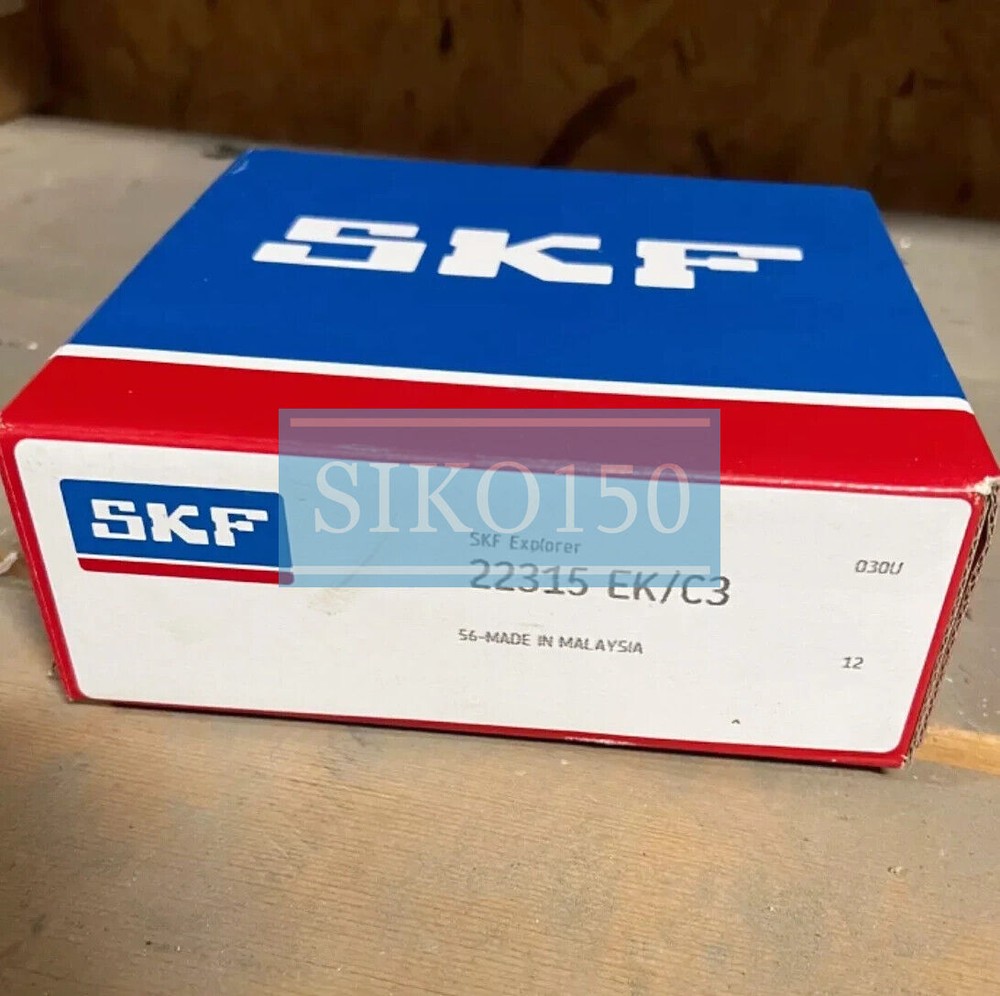 SKF
SKF
SIKO150
SKF Explorer
22315 EK/C3
030U
56-MADE IN MALAYSIA
12